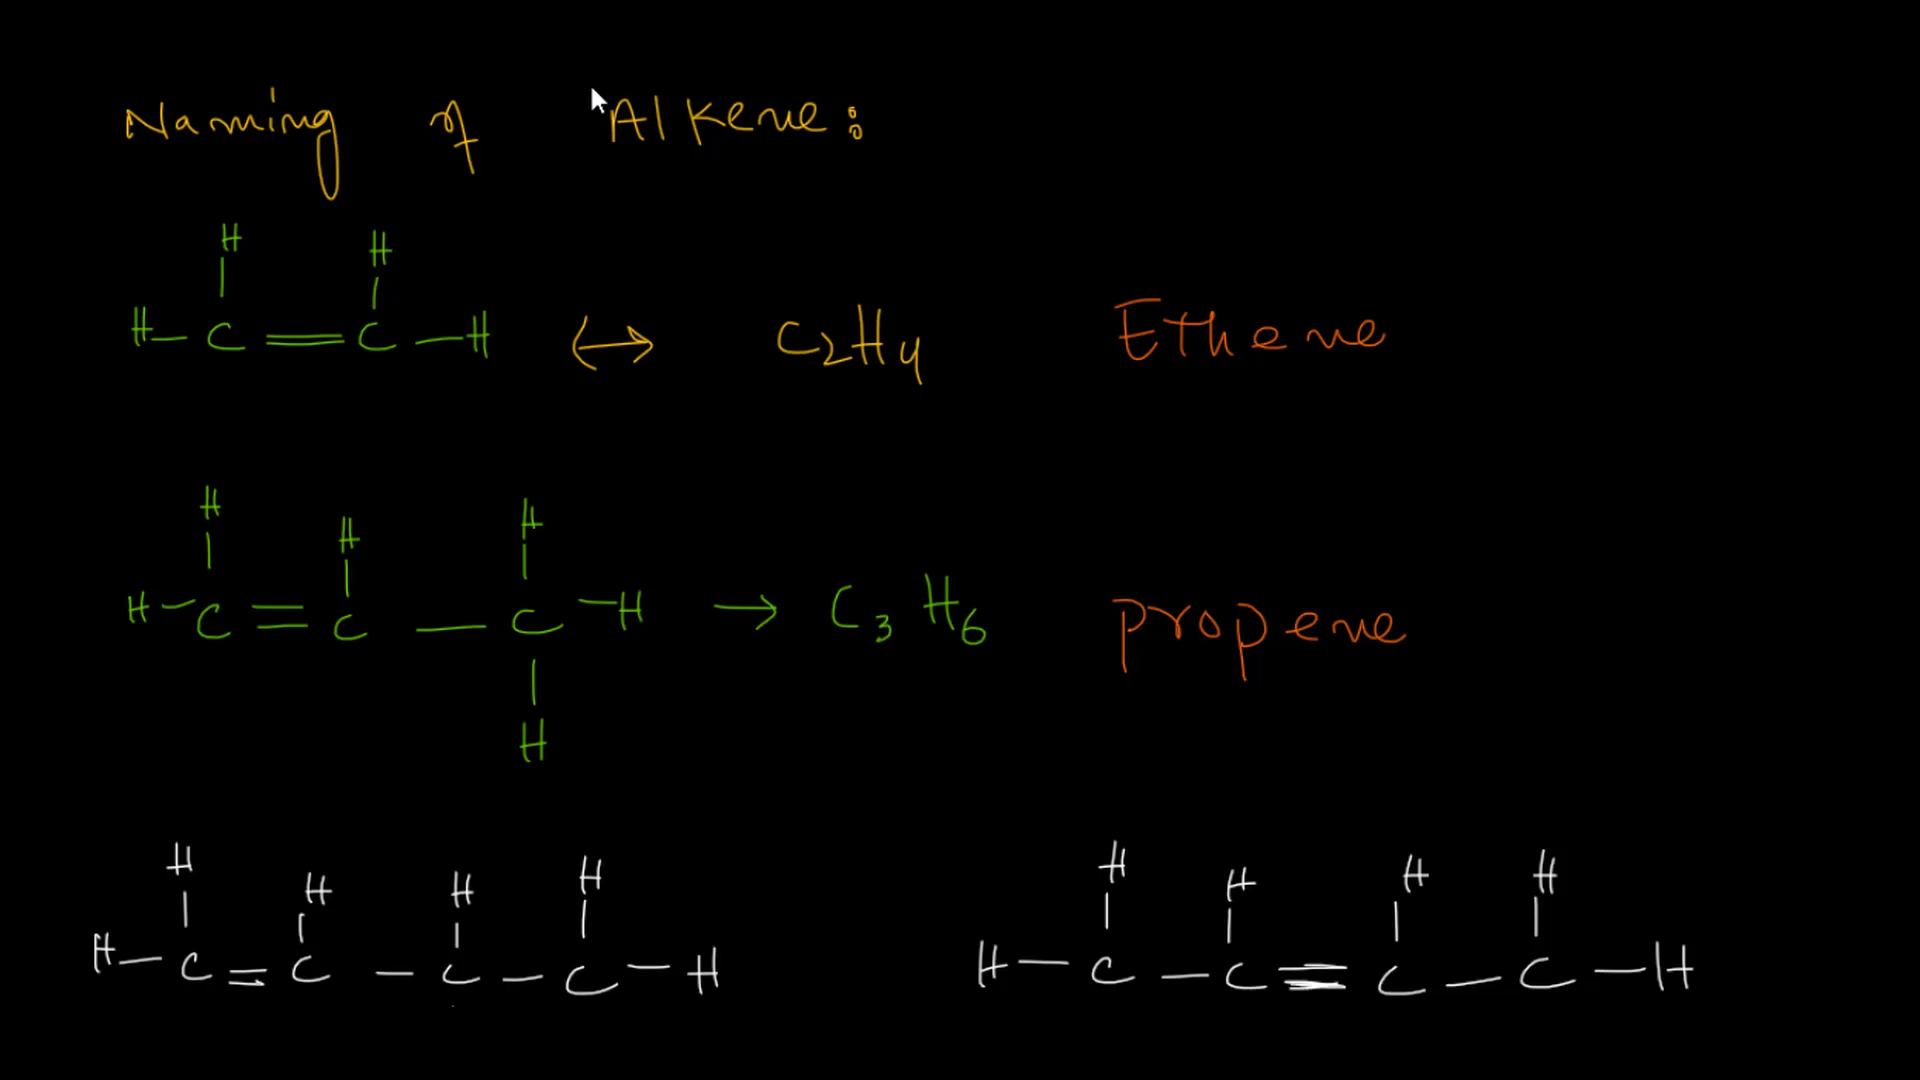 Naming of Alkene:
H H
H-C=C-H ↔ C2H4 Ethene
H H H
H-C=C-C-H → C3H6 propene
H
H H H H H H H H
H-C=C-C-C-H H-C-C=C-C-H